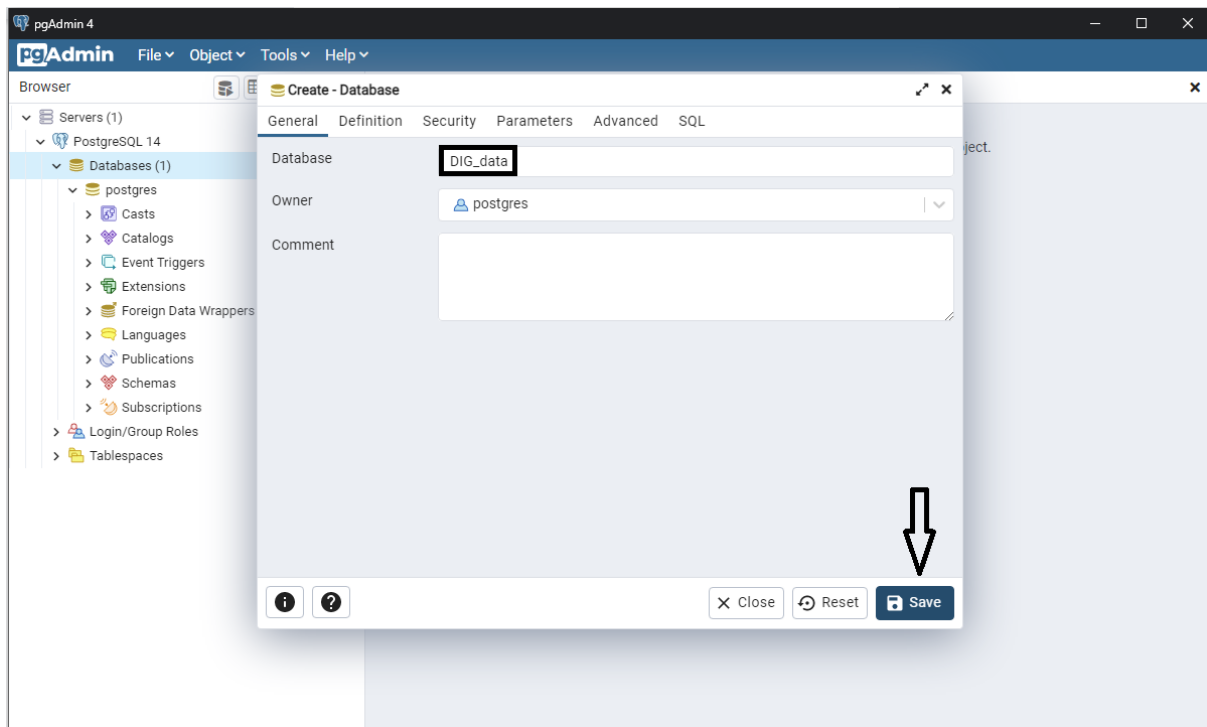 pgAdmin 4
pgAdmin File Object Tools Help
Browser
Servers (1)
PostgreSQL 14
Databases (1)
postgres
Casts
Catalogs
Event Triggers
Extensions
Foreign Data Wrappers
Languages
Publications
Schemas
Subscriptions
Login/Group Roles
Tablespaces
Create - Database
General Definition Security Parameters Advanced SQL
Database DIG_data
Owner postgres
Comment
Close Reset Save
ject.